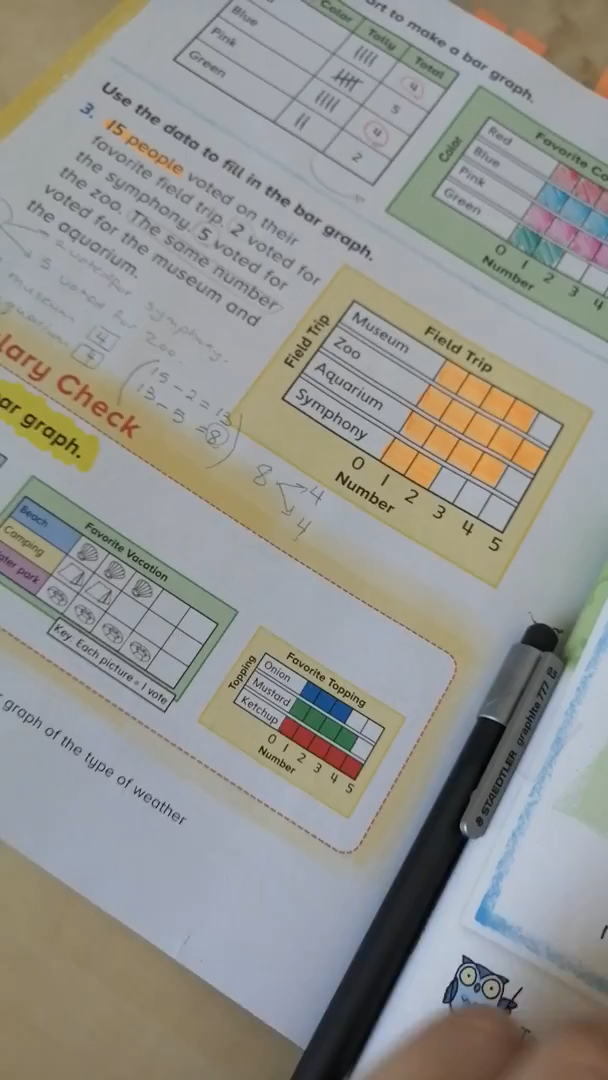 art to make a bar graph.
Color Tally Total
Blue 4
Pink 5
Green 4
2
Use the data to fill in the bar graph.
3. 15 people voted on their
favorite field trip. 2 voted for
the symphony. 5 voted for
the zoo. The same number
voted for the museum and
the aquarium.
symphony.
5 voted for zoo
museum 4
4
(15 - 2 = 13
13 - 5 = 8)
8 4
4
Favorite Co
Color
Red
Blue
Pink
Green
0 1 2 3 4
Number
Field Trip
Field Trip
Museum
Zoo
Aquarium
Symphony
0 1 2 3 4 5
Number
lary Check
ar graph.
Favorite Vacation
Beach
Camping
ater park
Key: Each picture = 1 vote
Favorite Topping
Topping
Onion
Mustard
Ketchup
0 1 2 3 4 5
Number
graph of the type of weather
STAEDTLER graphite 777